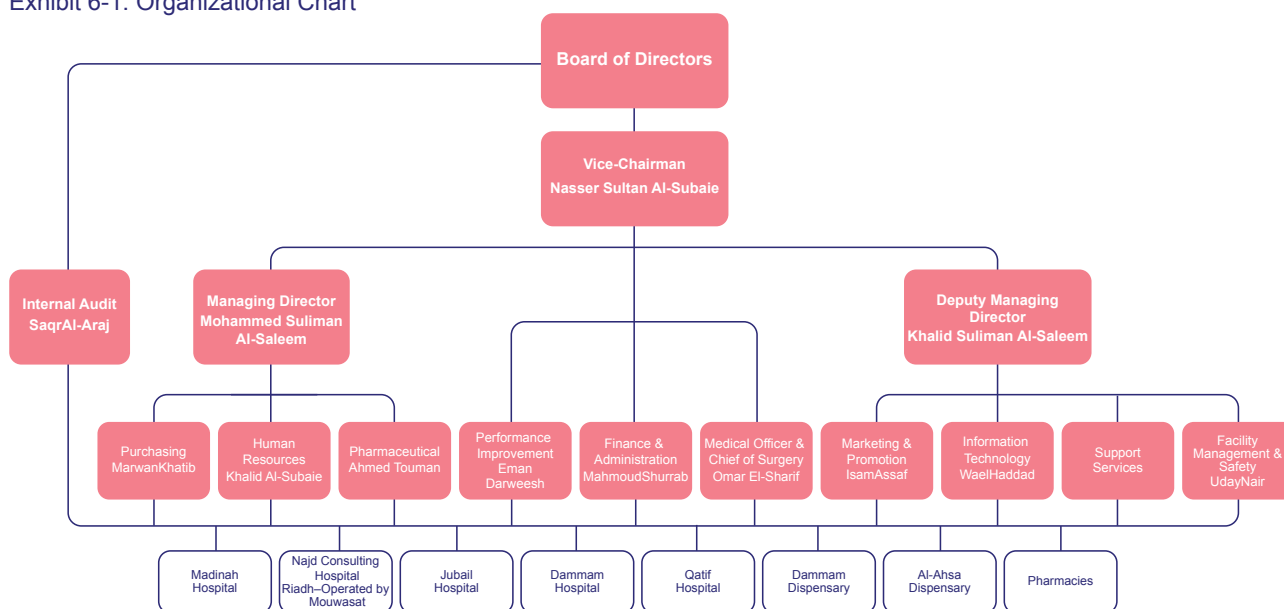 Exhibit 6-1: Organizational Chart
Board of Directors
Vice-Chairman
Nasser Sultan Al-Subaie
Internal Audit
SaqrAl-Araj
Managing Director
Mohammed Suliman
Al-Saleem
Deputy Managing
Director
Khalid Suliman Al-Saleem
Purchasing
MarwanKhatib
Human
Resources
Khalid Al-Subaie
Pharmaceutical
Ahmed Touman
Performance
Improvement
Eman
Darweesh
Finance &
Administration
MahmoudShurrab
Medical Officer &
Chief of Surgery
Omar El-Sharif
Marketing &
Promotion
IsamAssaf
Information
Technology
WaelHaddad
Support
Services
Facility
Management &
Safety
UdayNair
Madinah
Hospital
Najd Consulting
Hospital
Riadh–Operated by
Mouwasat
Jubail
Hospital
Dammam
Hospital
Qatif
Hospital
Dammam
Dispensary
Al-Ahsa
Dispensary
Pharmacies